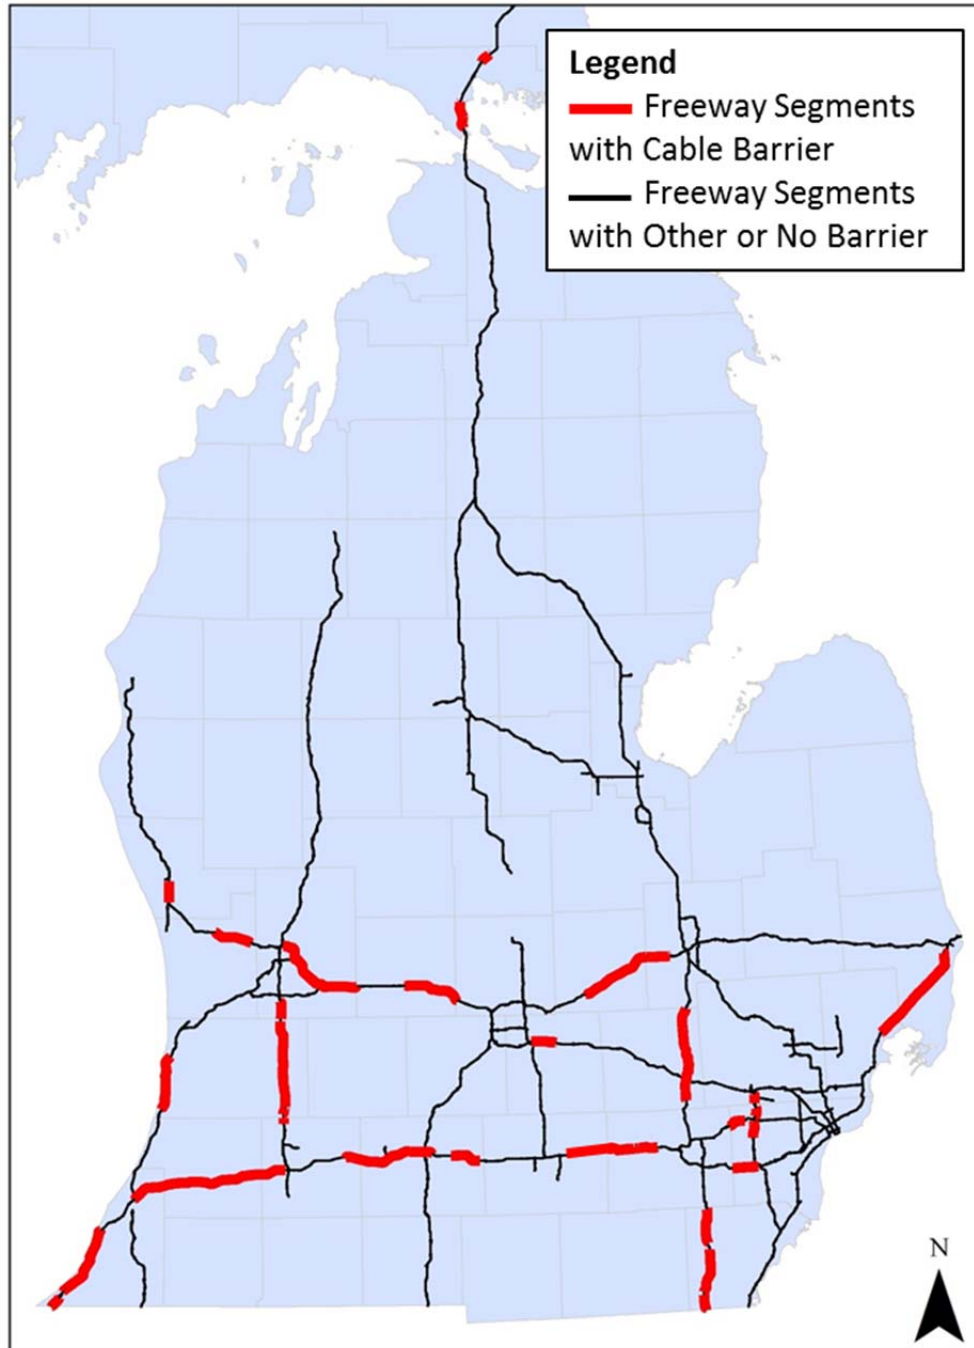 Legend
Freeway Segments
with Cable Barrier
Freeway Segments
with Other or No Barrier
N